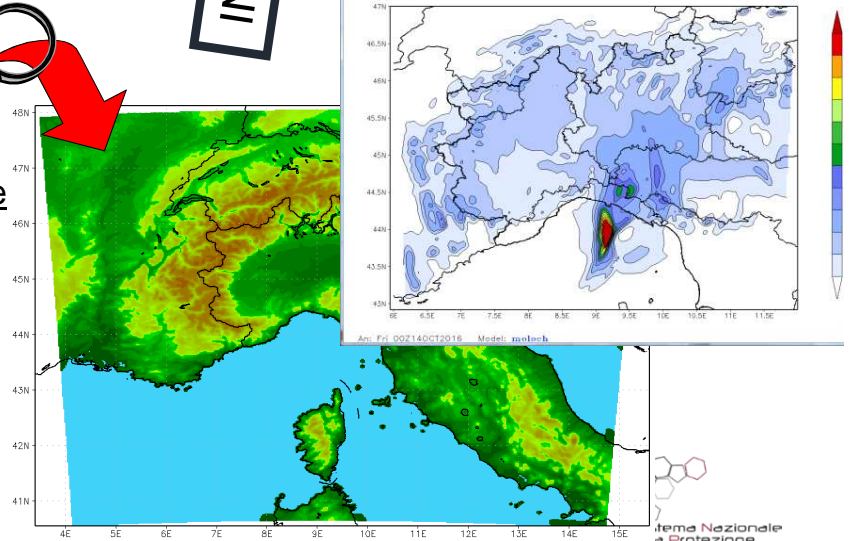 IN
47N
46.5N
46N
45.5N
45N
44.5N
44N
43.5N
43N
6E 6.5E 7E 7.5E 8E 8.5E 9E 9.5E 10E 10.5E 11E 11.5E
An: Fri 00Z14OCT2016 Model: moloch
48N
47N
46N
45N
44N
43N
42N
41N
4E 5E 6E 7E 8E 9E 10E 11E 12E 13E 14E 15E
tema Nazionale
a Protezione